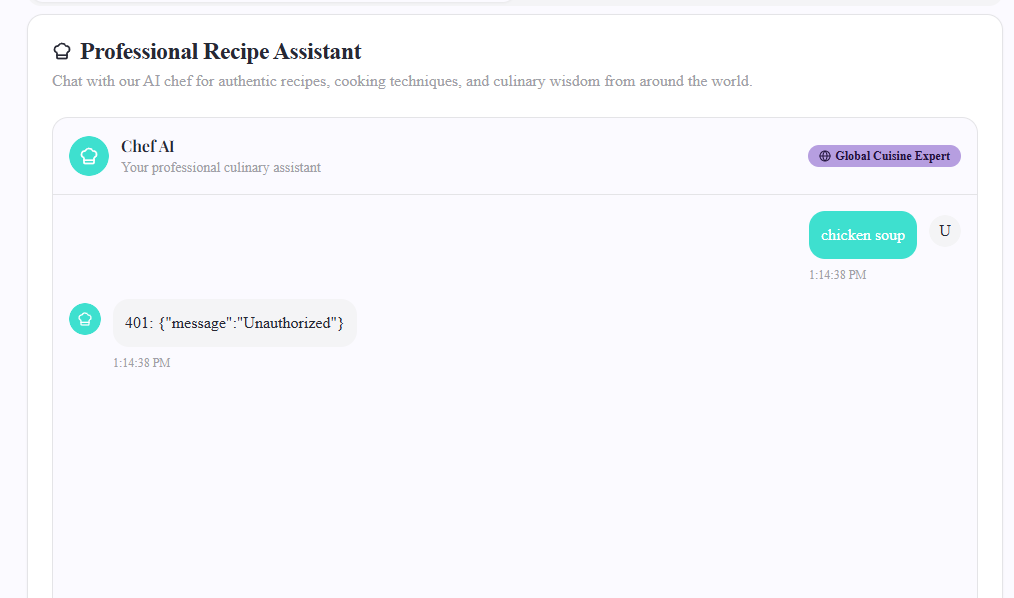 Professional Recipe Assistant
Chat with our AI chef for authentic recipes, cooking techniques, and culinary wisdom from around the world.
Chef AI
Your professional culinary assistant
Global Cuisine Expert
chicken soup
U
1:14:38 PM
401: {"message":"Unauthorized"}
1:14:38 PM